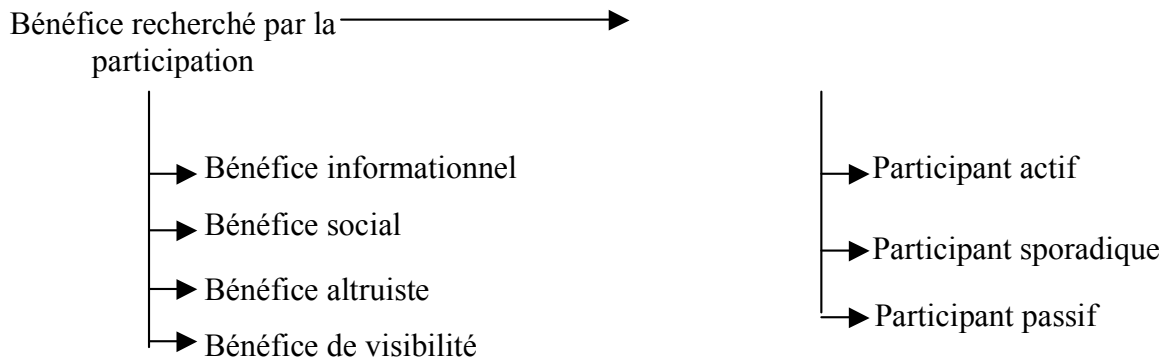 Bénéfice recherché par la
participation
Bénéfice informationnel
Bénéfice social
Bénéfice altruiste
Bénéfice de visibilité
Participant actif
Participant sporadique
Participant passif